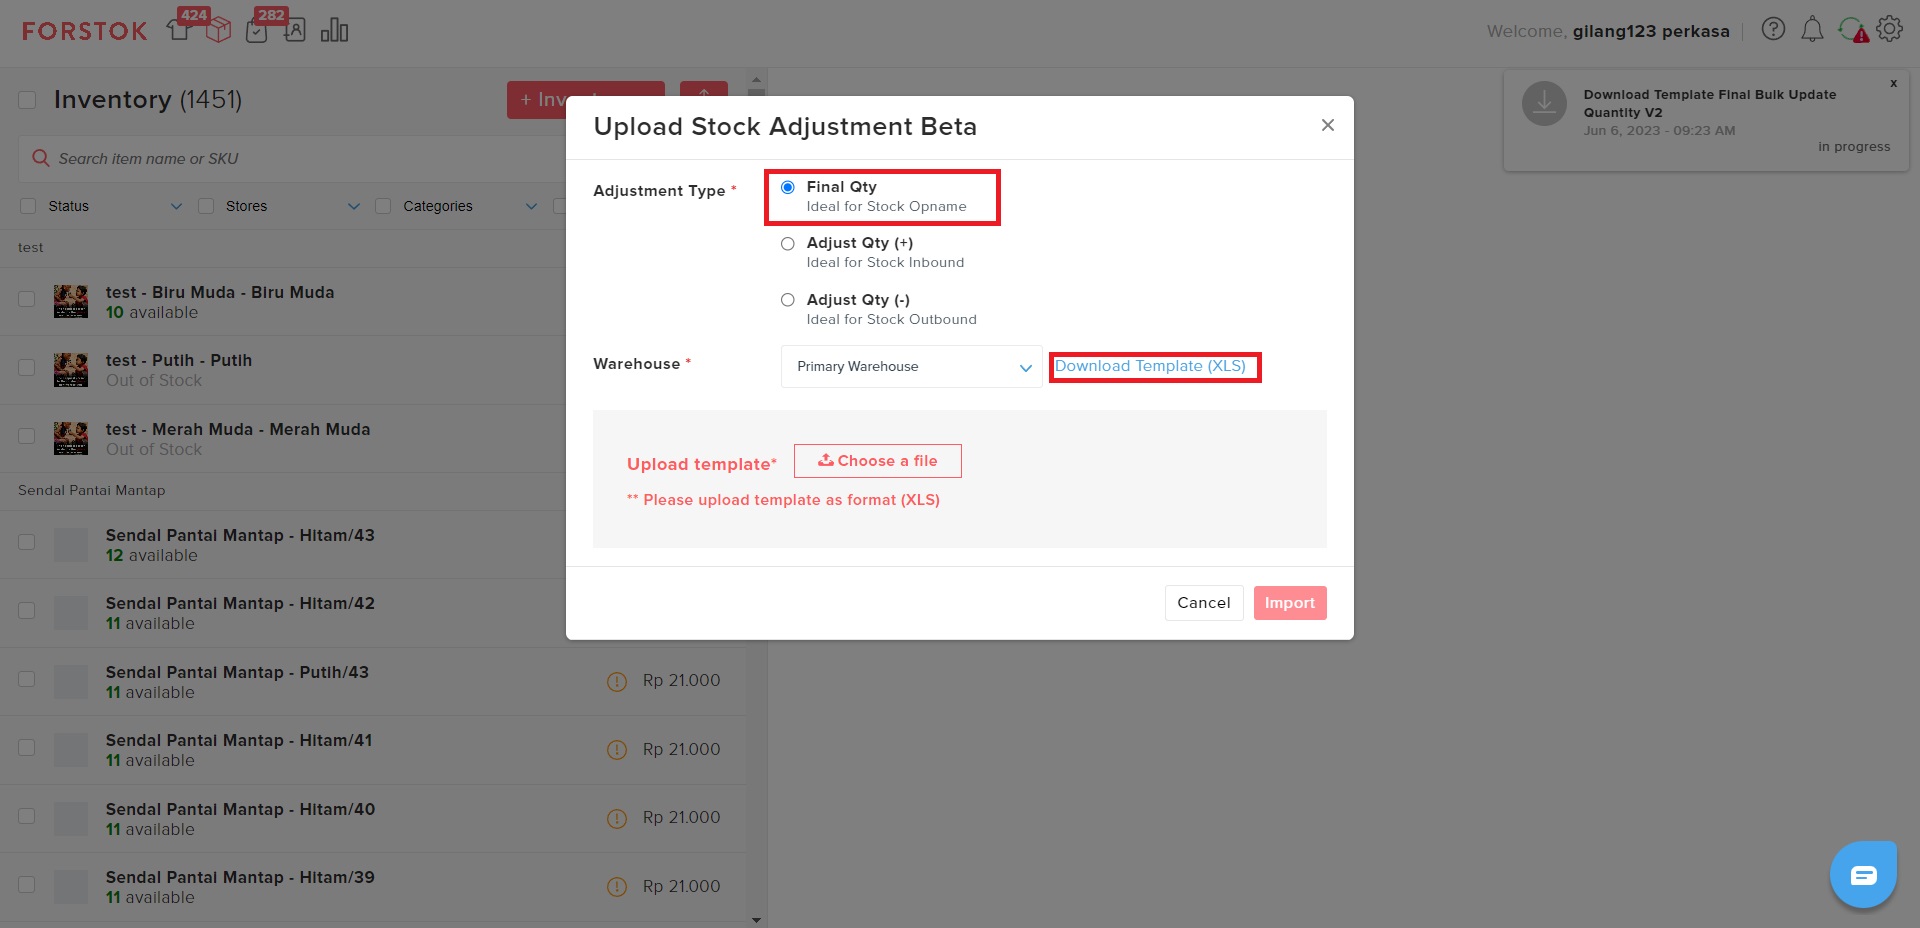 FORSTOK
424
282
Welcome, gilang123 perkasa
Inventory (1451)
+ Inv
Search item name or SKU
Status
Stores
Categories
test
test - Biru Muda - Biru Muda
10 available
test - Putih - Putih
Out of Stock
test - Merah Muda - Merah Muda
Out of Stock
Sendal Pantai Mantap
Sendal Pantai Mantap - Hitam/43
12 available
Sendal Pantai Mantap - Hitam/42
11 available
Sendal Pantai Mantap - Putih/43
11 available
Rp 21.000
Sendal Pantai Mantap - Hitam/41
11 available
Rp 21.000
Sendal Pantai Mantap - Hitam/40
11 available
Rp 21.000
Sendal Pantai Mantap - Hitam/39
11 available
Rp 21.000
Upload Stock Adjustment Beta
×
Adjustment Type *
Final Qty
Ideal for Stock Opname
Adjust Qty (+)
Ideal for Stock Inbound
Adjust Qty (-)
Ideal for Stock Outbound
Warehouse *
Primary Warehouse
Download Template (XLS)
Upload template*
Choose a file
** Please upload template as format (XLS)
Cancel
Import
Download Template Final Bulk Update
Quantity V2
x
Jun 6, 2023 - 09:23 AM
in progress